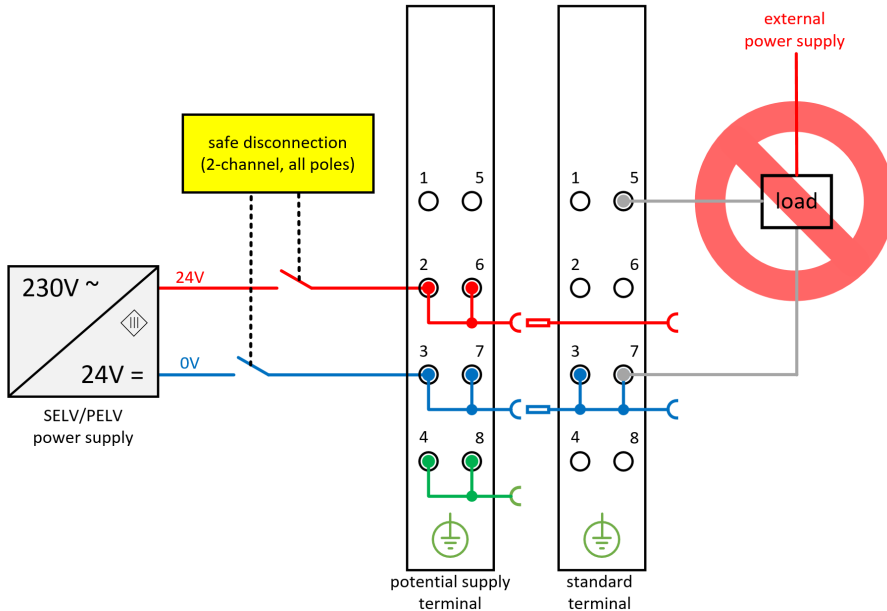 external
power supply
safe disconnection
(2-channel, all poles)
1
5
1
5
load
2
6
2
6
24V
230V ~
III
24V =
0V
3
7
3
7
SELV/PELV
power supply
4
8
4
8
potential supply
terminal
standard
terminal